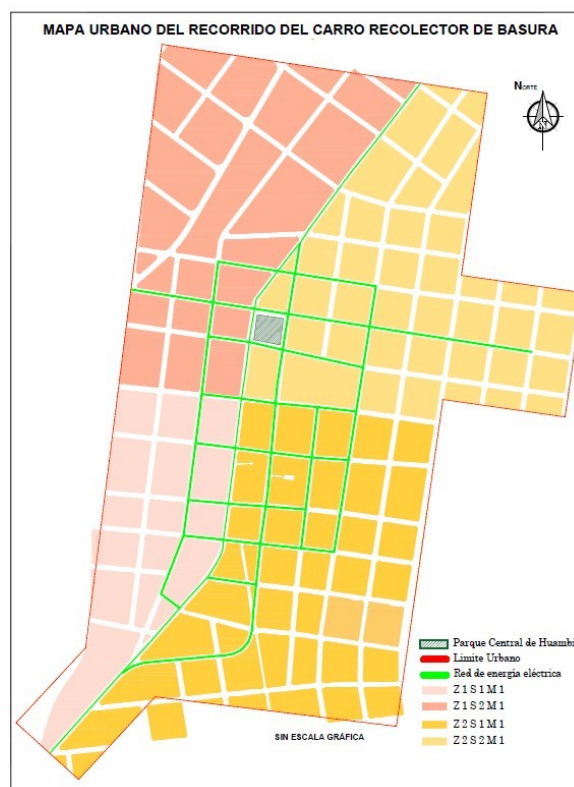 MAPA URBANO DEL RECORRIDO DEL CARRO RECOLECTOR DE BASURA
NORTE
Parque Central de Huambi
Limite Urbano
Red de energía eléctrica
Z1S1M1
Z1S2M1
Z2S1M1
Z2S2M1
SIN ESCALA GRÁFICA